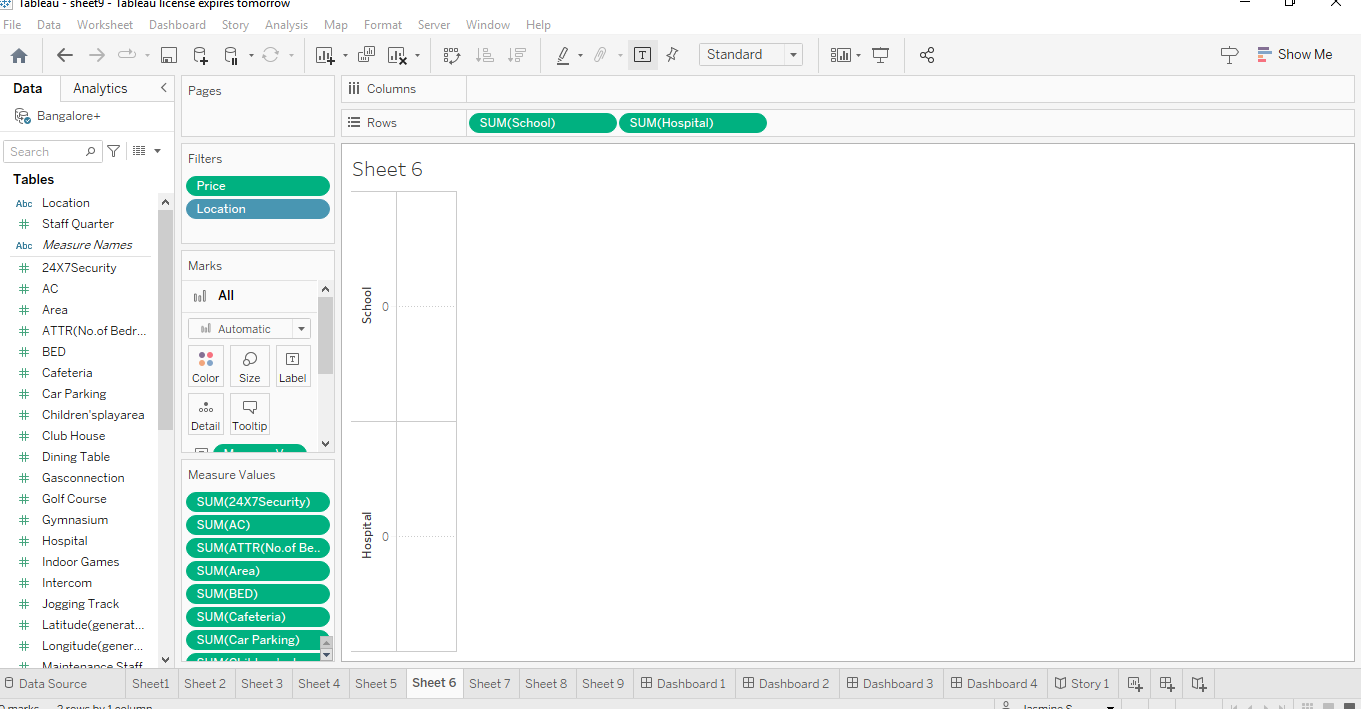 Tableau - sheet9 - Tableau license expires tomorrow
File Data Worksheet Dashboard Story Analysis Map Format Server Window Help
Standard
Show Me
Data Analytics
Bangalore+
Search
Tables
Abc Location
# Staff Quarter
Abc Measure Names
# 24X7Security
# AC
# Area
# ATTR(No.of Bedr...
# BED
# Cafeteria
# Car Parking
# Children'splayarea
# Club House
# Dining Table
# Gasconnection
# Golf Course
# Gymnasium
# Hospital
# Indoor Games
# Intercom
# Jogging Track
# Latitude(generat...
# Longitude(gener...
# Maintenance Staff
Pages
Filters
Price
Location
Marks
All
Automatic
Color Size Label
Detail Tooltip
Measure Values
SUM(24X7Security)
SUM(AC)
SUM(ATTR(No.of Be..
SUM(Area)
SUM(BED)
SUM(Cafeteria)
SUM(Car Parking)
Columns
Rows SUM(School) SUM(Hospital)
Sheet 6
School
0
Hospital
0
Data Source Sheet1 Sheet 2 Sheet 3 Sheet 4 Sheet 5 Sheet 6 Sheet 7 Sheet 8 Sheet 9 Dashboard 1 Dashboard 2 Dashboard 3 Dashboard 4 Story 1
0 marks 2 rows by 1 column Jasmine S